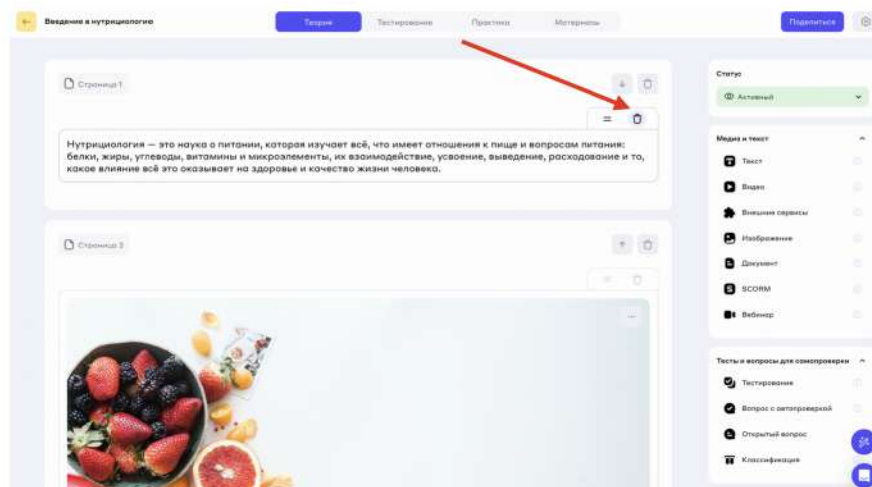 Введение в нутрициологию
Теория
Тестирование
Практика
Материалы
Поделиться
Страница 1
Нутрициология — это наука о питании, которая изучает всё, что имеет отношения к пище и вопросам питания:
белки, жиры, углеводы, витамины и микроэлементы, их взаимодействие, усвоение, выведение, расходование и то,
какое влияние всё это оказывает на здоровье и качество жизни человека.
Страница 2
Статус
Активный
Медиа и текст
Текст
Видео
Внешние сервисы
Изображение
Документ
SCORM
Вебинар
Тесты и вопросы для самопроверки
Тестирование
Вопрос с автопроверкой
Открытый вопрос
Классификация